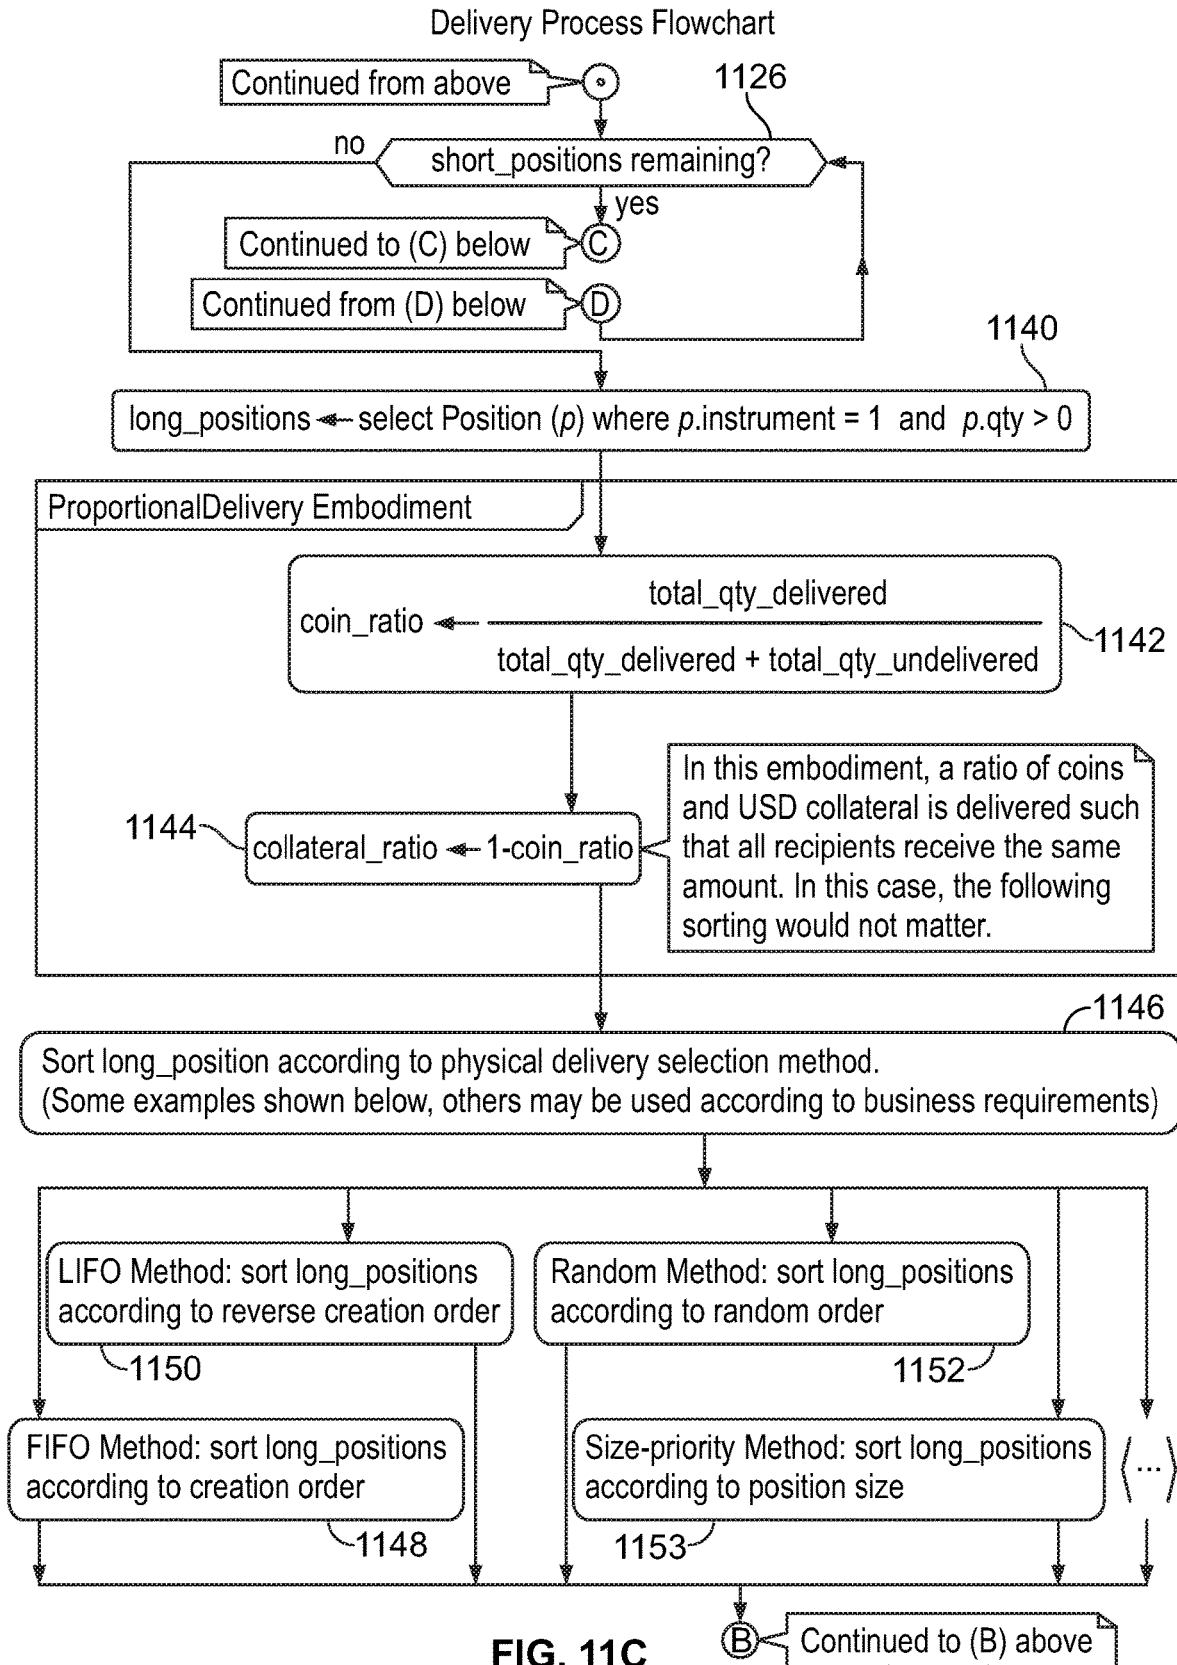 Delivery Process Flowchart
Continued from above
1126
no
short_positions remaining?
yes
Continued to (C) below
C
Continued from (D) below
D
1140
long_positions ← select Position (p) where p.instrument = 1 and p.qty > 0
ProportionalDelivery Embodiment
total_qty_delivered
coin_ratio ←
total_qty_delivered + total_qty_undelivered
1142
In this embodiment, a ratio of coins
and USD collateral is delivered such
that all recipients receive the same
amount. In this case, the following
sorting would not matter.
1144
collateral_ratio ← 1-coin_ratio
1146
Sort long_position according to physical delivery selection method.
(Some examples shown below, others may be used according to business requirements)
LIFO Method: sort long_positions
according to reverse creation order
1150
Random Method: sort long_positions
according to random order
1152
FIFO Method: sort long_positions
according to creation order
1148
Size-priority Method: sort long_positions
according to position size
1153
⟨...⟩
B
Continued to (B) above
FIG. 11C